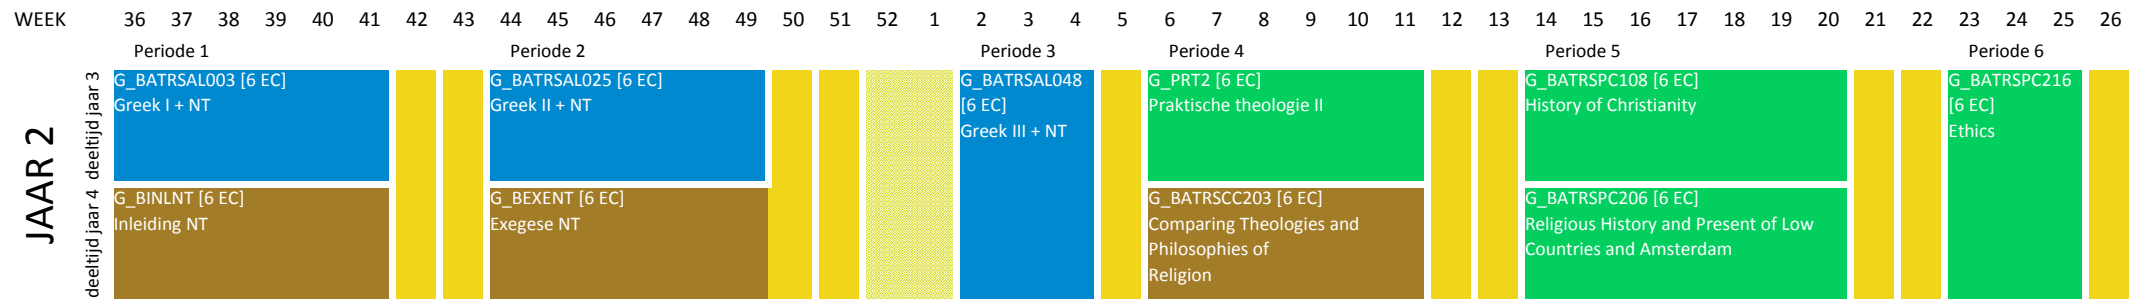 WEEK 36 37 38 39 40 41 42 43 44 45 46 47 48 49 50 51 52 1 2 3 4 5 6 7 8 9 10 11 12 13 14 15 16 17 18 19 20 21 22 23 24 25 26
Periode 1 Periode 2 Periode 3 Periode 4 Periode 5 Periode 6
JAAR 2
deeltijd jaar 3
G_BATRSAL003 [6 EC]
Greek I + NT
G_BATRSAL025 [6 EC]
Greek II + NT
G_BATRSAL048
[6 EC]
Greek III + NT
G_PRT2 [6 EC]
Praktische theologie II
G_BATRSPC108 [6 EC]
History of Christianity
G_BATRSPC216
[6 EC]
Ethics
deeltijd jaar 4
G_BINLNT [6 EC]
Inleiding NT
G_BEXENT [6 EC]
Exegese NT
G_BATRSCC203 [6 EC]
Comparing Theologies and
Philosophies of
Religion
G_BATRSPC206 [6 EC]
Religious History and Present of Low
Countries and Amsterdam